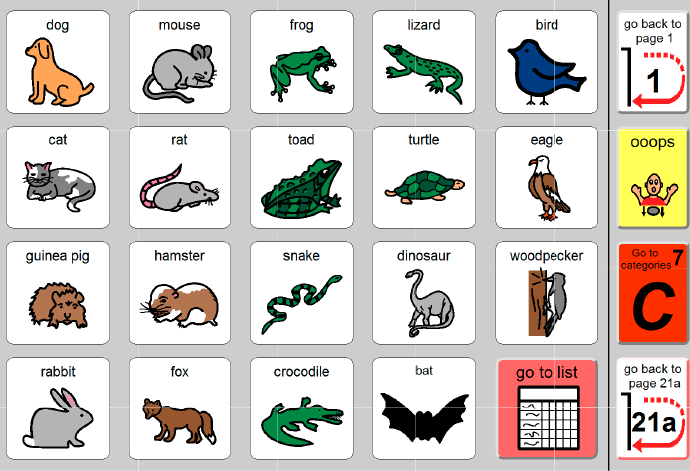 dog
mouse
frog
lizard
bird
go back to
page 1
1
cat
rat
toad
turtle
eagle
ooops
guinea pig
hamster
snake
dinosaur
woodpecker
Go to
categories
7
C
rabbit
fox
crocodile
bat
go to list
go back to
page 21a
21a